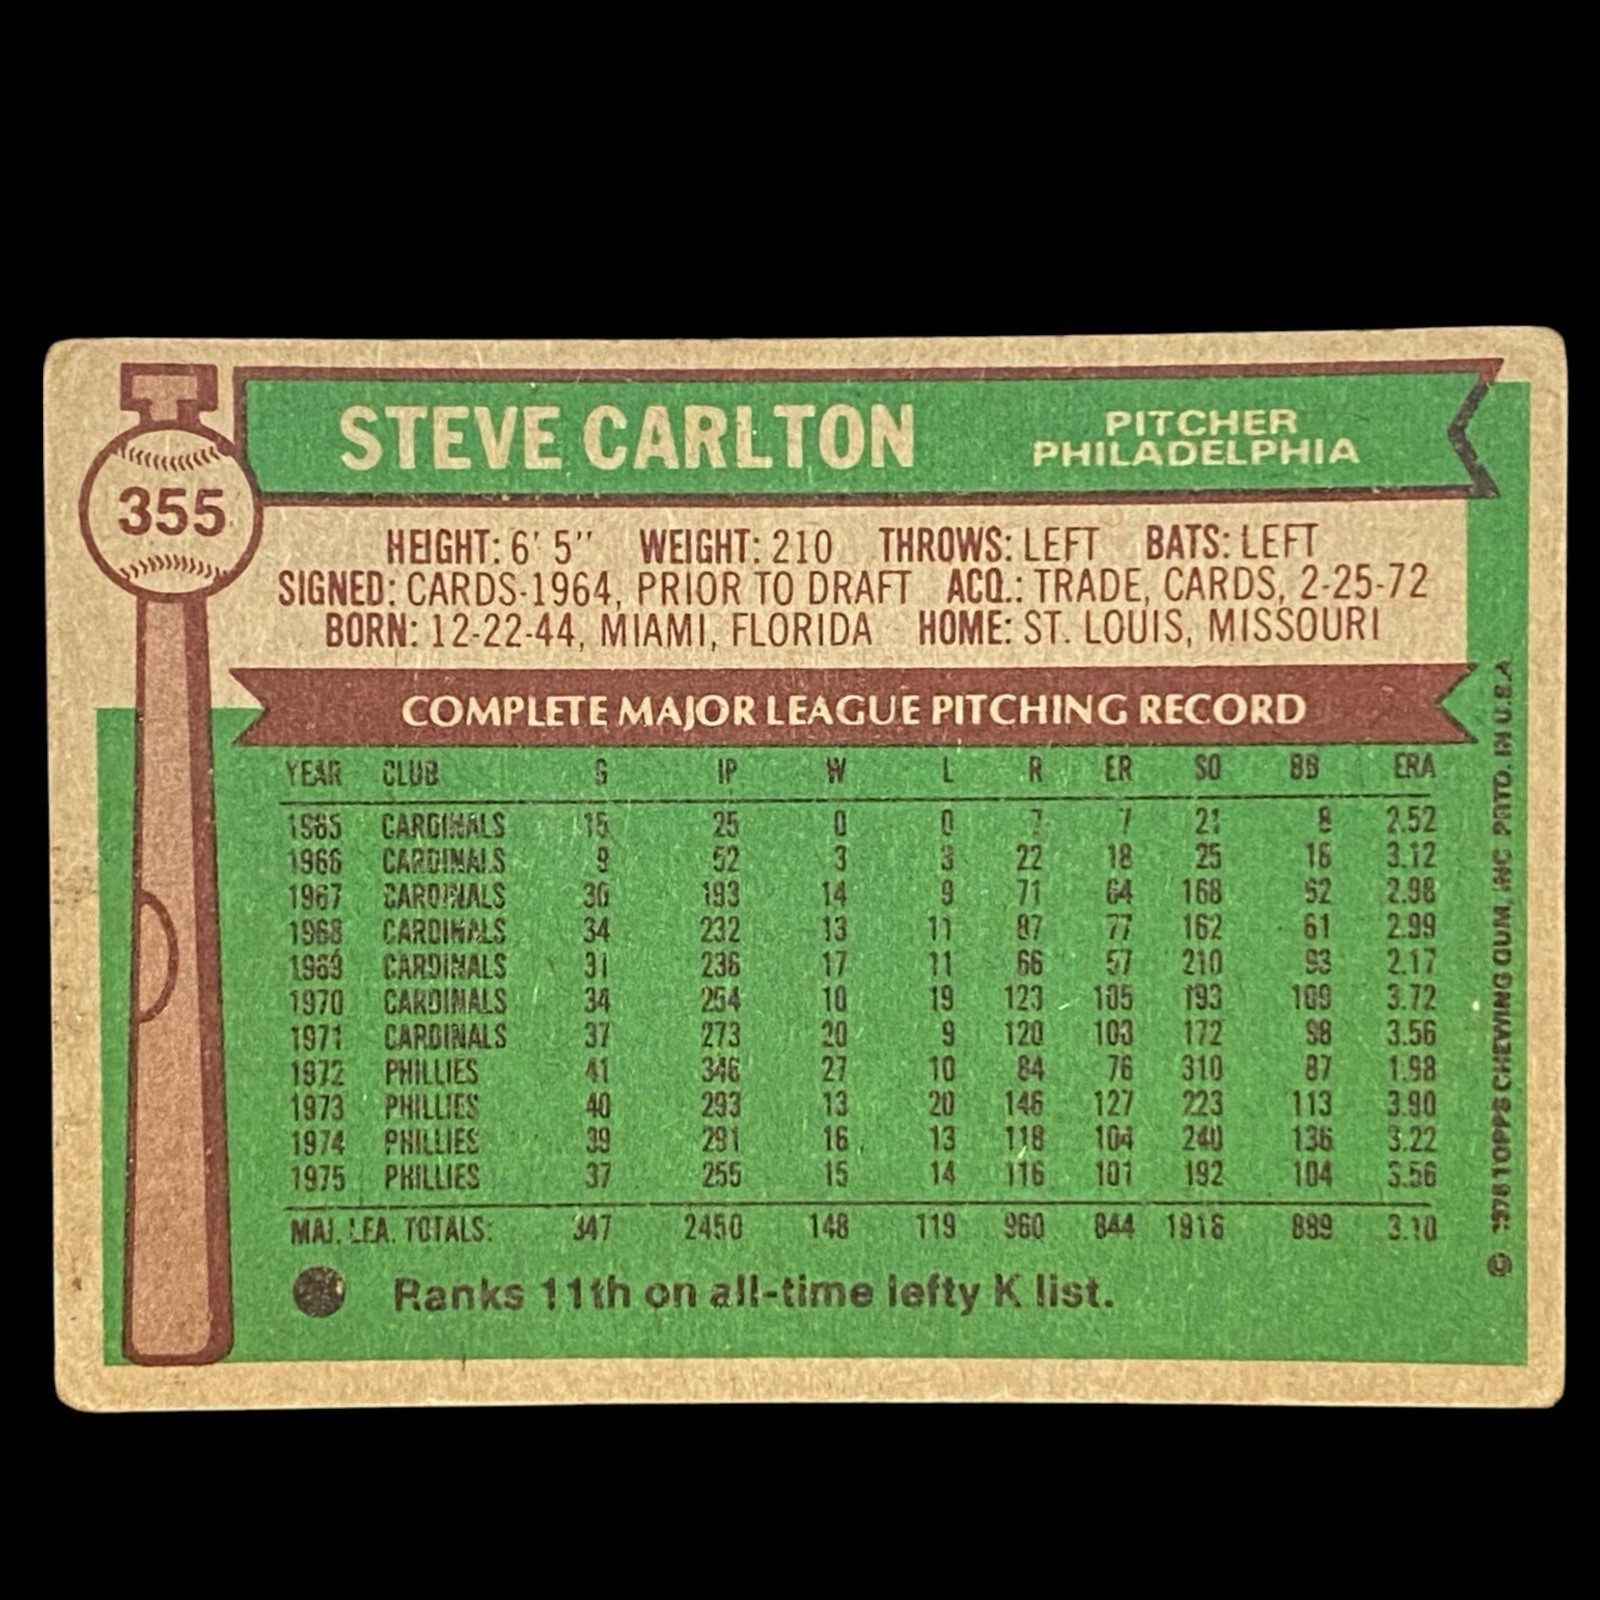 T
STEVE CARLTON
PITCHER
PHILADELPHIA
355
HEIGHT: 6' 5" WEIGHT: 210 THROWS: LEFT BATS: LEFT
SIGNED: CARDS-1964, PRIOR TO DRAFT ACQ.: TRADE, CARDS, 2-25-72
BORN: 12-22-44, MIAMI, FLORIDA HOME: ST. LOUIS, MISSOURI
COMPLETE MAJOR LEAGUE PITCHING RECORD
YEAR CLUB G IP W L R ER SO BB ERA
1965 CARDINALS 15 25 0 0 7 7 21 8 2.52
1966 CARDINALS 9 52 3 3 22 18 25 18 3.12
1967 CARDINALS 30 193 14 9 71 64 168 62 2.98
1968 CARDINALS 34 232 13 11 87 77 162 61 2.99
1969 CARDINALS 31 236 17 11 66 57 210 93 2.17
1970 CARDINALS 34 254 10 19 123 105 193 109 3.72
1971 CARDINALS 37 273 20 9 120 103 172 98 3.56
1972 PHILLIES 41 346 27 10 84 76 310 87 1.98
1973 PHILLIES 40 293 13 20 146 127 223 113 3.90
1974 PHILLIES 39 291 16 13 118 104 240 136 3.22
1975 PHILLIES 37 255 15 14 116 101 192 104 3.56
MAJ. LEA. TOTALS: 347 2450 148 119 960 844 1916 889 3.10
Ranks 11th on all-time lefty K list.
© 1976 TOPPS CHEWING GUM, INC. PRTD. IN U.S.A.